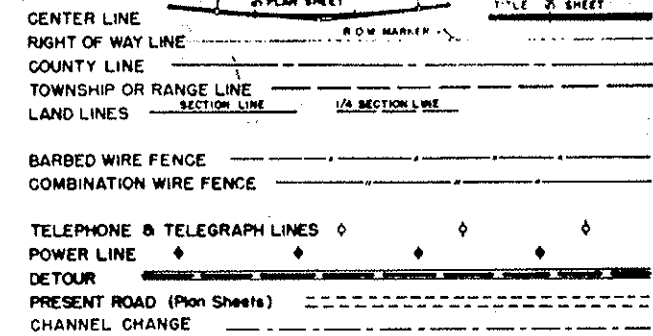 PLAN SHEET
TITLE SHEET
CENTER LINE
R.O.W. MARKER
RIGHT OF WAY LINE
COUNTY LINE
TOWNSHIP OR RANGE LINE
LAND LINES SECTION LINE 1/4 SECTION LINE
BARBED WIRE FENCE
COMBINATION WIRE FENCE
TELEPHONE & TELEGRAPH LINES
POWER LINE
DETOUR
PRESENT ROAD (Plan Sheets)
CHANNEL CHANGE